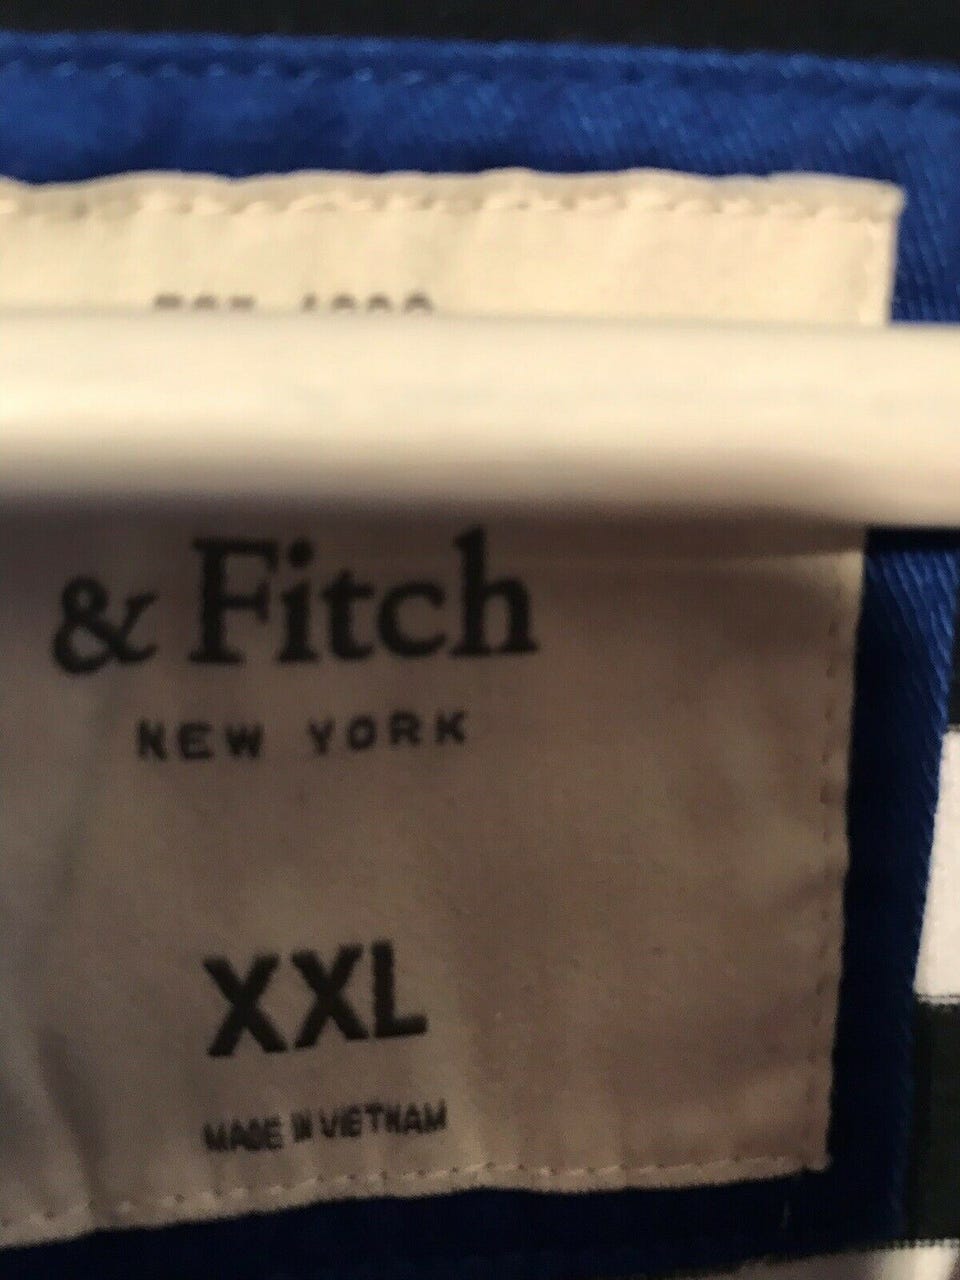 & Fitch
NEW YORK
XXL
MADE IN VIETNAM